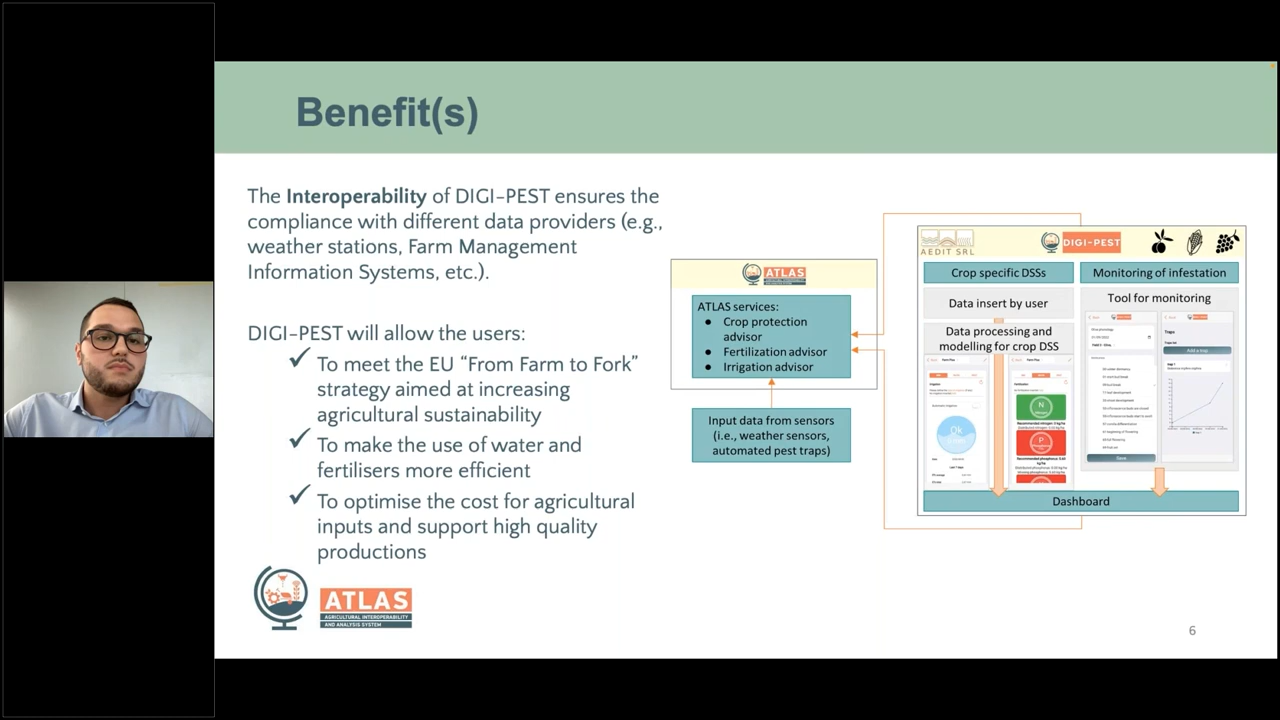 Benefit(s)
The Interoperability of DIGI-PEST ensures the
compliance with different data providers (e.g.,
weather stations, Farm Management
Information Systems, etc.).
DIGI-PEST will allow the users:
To meet the EU “From Farm to Fork”
strategy aimed at increasing
agricultural sustainability
To make the use of water and
fertilisers more efficient
To optimise the cost for agricultural
inputs and support high quality
productions
ATLAS
AGRICULTURAL INTEROPERABILITY
AND ANALYSIS SYSTEM
ATLAS
ATLAS services:
● Crop protection
advisor
● Fertilization advisor
● Irrigation advisor
Input data from sensors
(i.e., weather sensors,
automated pest traps)
AEDIT SRL
DIGI-PEST
Crop specific DSSs
Data insert by user
Data processing and
modelling for crop DSS
Dk
N
P
Monitoring of infestation
Tool for monitoring
Traps
Add a trap
Save
Dashboard
6